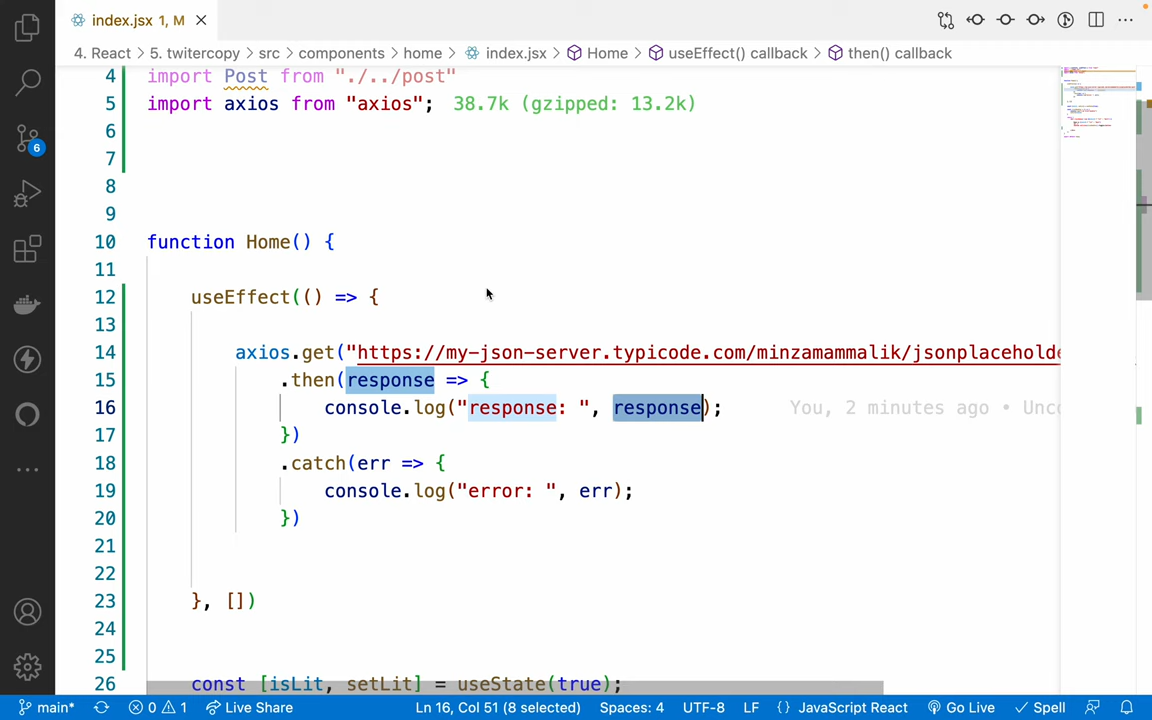 index.jsx 1, M
4. React > 5. twitercopy > src > components > home > index.jsx > Home > useEffect() callback > then() callback
4 import Post from "./../post"
5 import axios from "axios"; 38.7k (gzipped: 13.2k)
6
7
8
9
10 function Home() {
11
12 useEffect(() => {
13
14 axios.get("https://my-json-server.typicode.com/minzamammalik/jsonplaceholde
15 .then(response => {
16 console.log("response: ", response); You, 2 minutes ago • Unco
17 })
18 .catch(err => {
19 console.log("error: ", err);
20 })
21
22
23 }, [])
24
25
26 const [isLit, setLit] = useState(true);
6
main* 0 1 Live Share Ln 16, Col 51 (8 selected) Spaces: 4 UTF-8 LF {} JavaScript React Go Live Spell